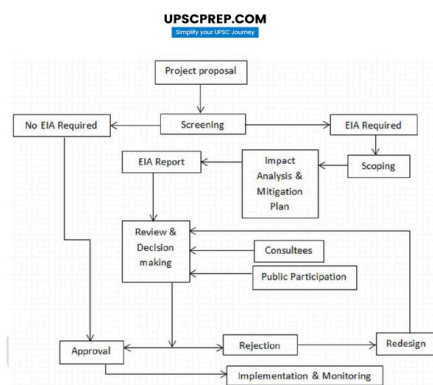 UPSCPREP.COM
Simplify your UPSC Journey
Project proposal
No EIA Required
Screening
EIA Required
EIA Report
Impact
Analysis &
Mitigation
Plan
Scoping
Review &
Decision
making
Consultees
Public Participation
Approval
Rejection
Redesign
Implementation & Monitoring